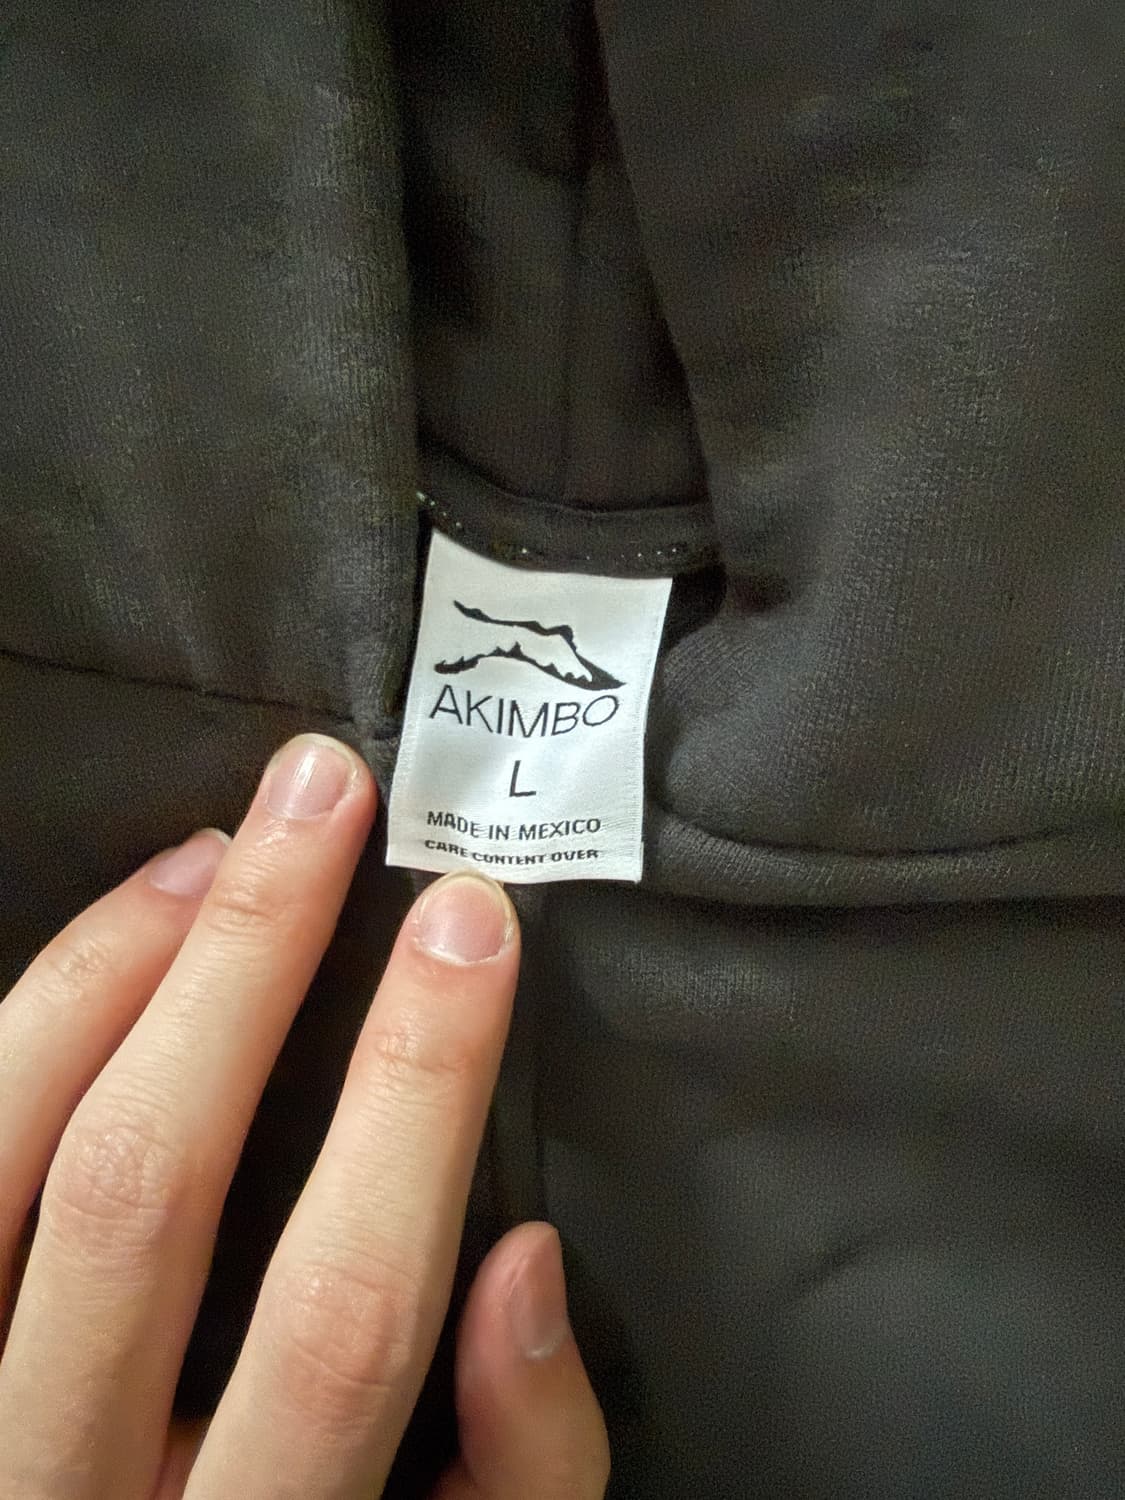 AKIMBO
L
MADE IN MEXICO
CARE CONTENT OVER